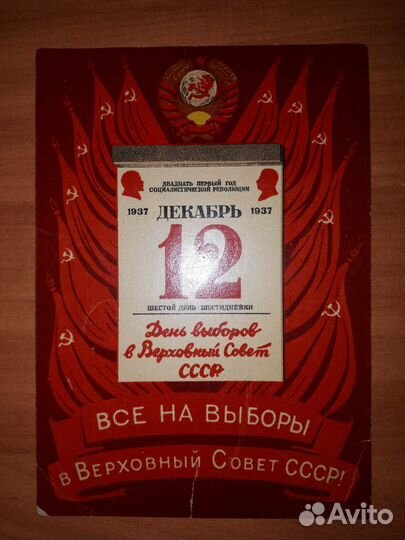 ДВАДЦАТЬ ПЕРВЫЙ ГОД
СОЦИАЛИСТИЧЕСКОЙ РЕВОЛЮЦИИ
1937 ДЕКАБРЬ 1937
12
ШЕСТОЙ ДЕНЬ ШЕСТИДНЕВКИ
День выборов
в Верховный Совет
СССР
ВСЕ НА ВЫБОРЫ
В ВЕРХОВНЫЙ СОВЕТ СССР!
Avito